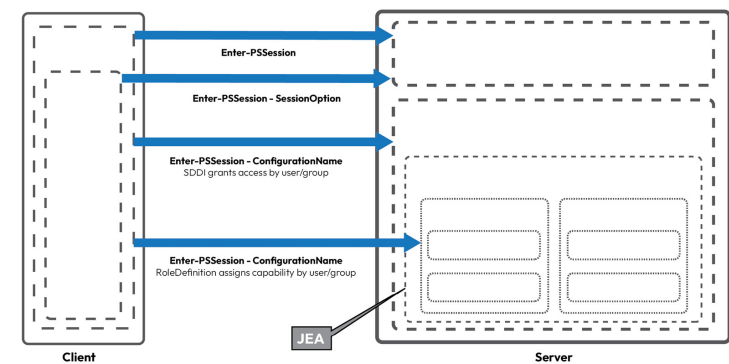 Enter-PSSession
Enter-PSSession - SessionOption
Enter-PSSession - ConfigurationName
SDDI grants access by user/group
Enter-PSSession - ConfigurationName
RoleDefinition assigns capability by user/group
JEA
Client
Server